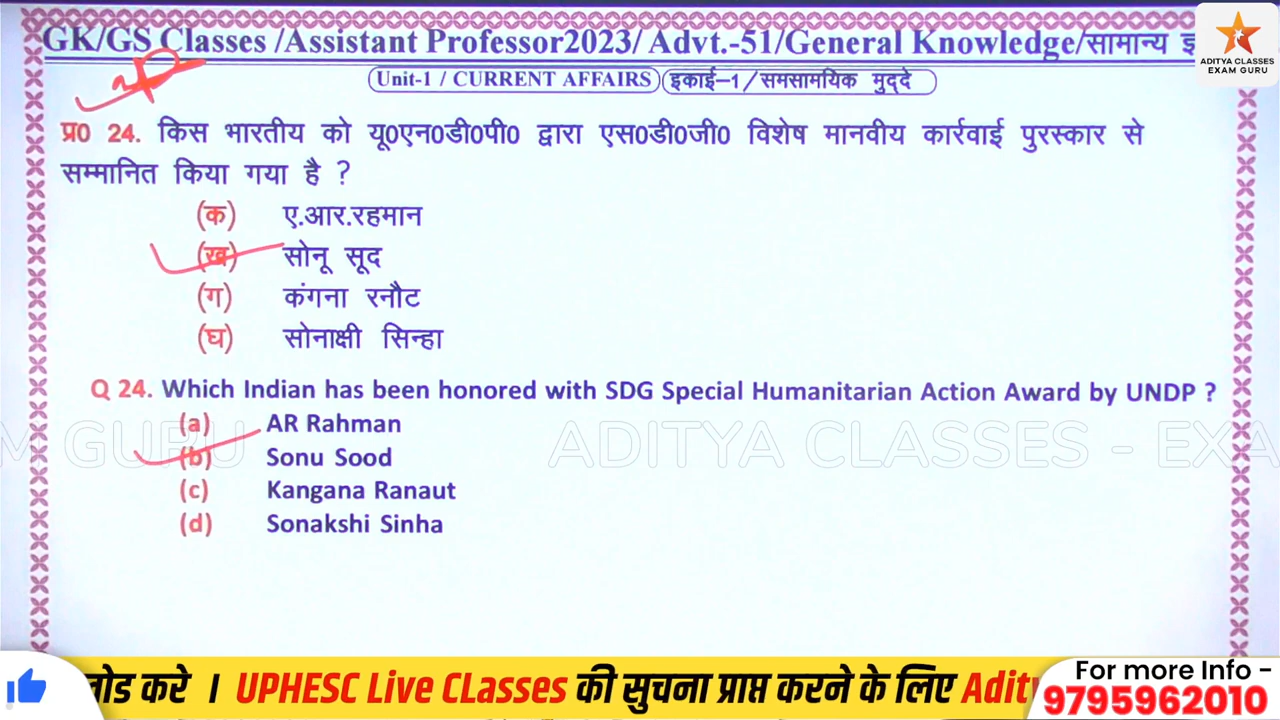 GK/GS Classes /Assistant Professor2023/ Advt.-51/General Knowledge/सामान्य
ADITYA CLASSES
EXAM GURU
Unit-1 / CURRENT AFFAIRS
इकाई–1/समसामयिक मुद्दे
प्र0 24. किस भारतीय को यू0एन0डी0पी0 द्वारा एस0डी0जी0 विशेष मानवीय कार्रवाई पुरस्कार से
सम्मानित किया गया है ?
(क) ए.आर.रहमान
(ख) सोनू सूद
(ग) कंगना रनौट
(घ) सोनाक्षी सिन्हा
Q 24. Which Indian has been honored with SDG Special Humanitarian Action Award by UNDP ?
(a) AR Rahman
(b) Sonu Sood
(c) Kangana Ranaut
(d) Sonakshi Sinha
GURU ADITYA CLASSES - EXA
करे । UPHESC Live CLasses की सुचना प्राप्त करने के लिए
For more Info -
9795962010